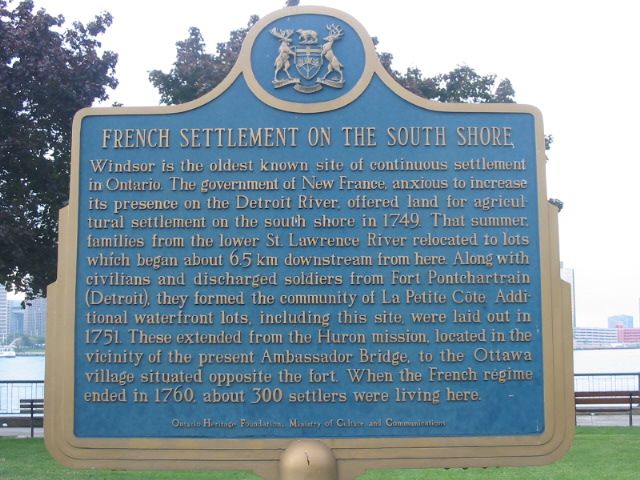 FRENCH SETTLEMENT ON THE SOUTH SHORE
Windsor is the oldest known site of continuous settlement
in Ontario. The government of New France, anxious to increase
its presence on the Detroit River, offered land for agricul-
tural settlement on the south shore in 1749. That summer,
families from the lower St. Lawrence River relocated to lots
which began about 6.5 km downstream from here. Along with
civilians and discharged soldiers from Fort Pontchartrain
(Detroit), they formed the community of La Petite Côte. Addi-
tional waterfront lots, including this site, were laid out in
1751. These extended from the Huron mission, located in the
vicinity of the present Ambassador Bridge, to the Ottawa
village situated opposite the fort. When the French régime
ended in 1760, about 300 settlers were living here.
Ontario Heritage Foundation, Ministry of Culture and Communications